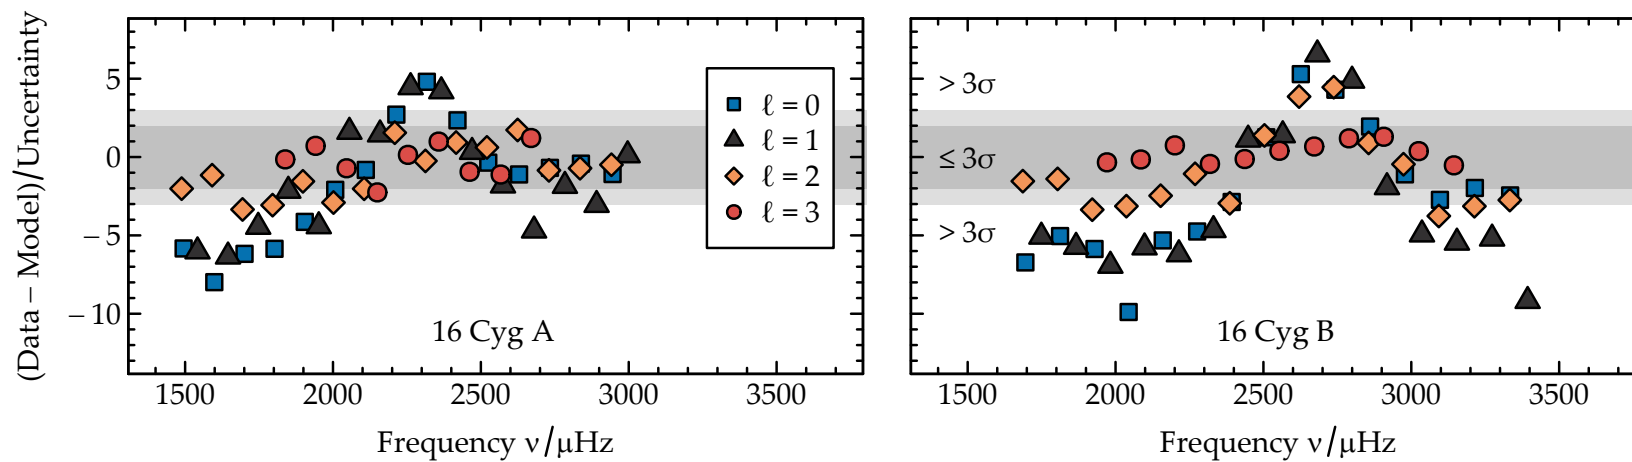 (Data − Model)/Uncertainty
5
0
−5
−10
ℓ = 0
ℓ = 1
ℓ = 2
ℓ = 3
16 Cyg A
1500 2000 2500 3000 3500
Frequency ν/μHz
> 3σ
≤ 3σ
> 3σ
16 Cyg B
1500 2000 2500 3000 3500
Frequency ν/μHz